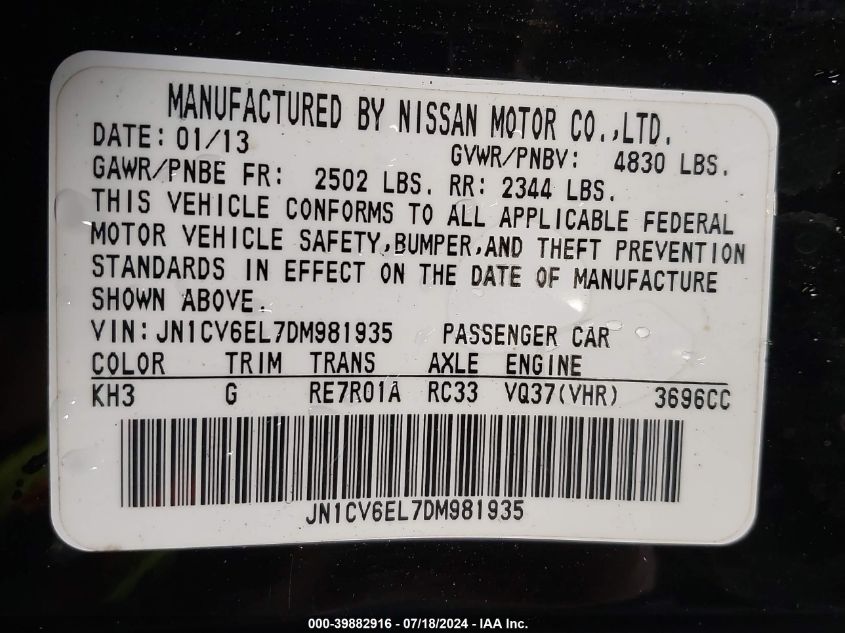 MANUFACTURED BY NISSAN MOTOR CO.,LTD.
DATE: 01/13 GVWR/PNBV: 4830 LBS.
GAWR/PNBE FR: 2502 LBS. RR: 2344 LBS.
THIS VEHICLE CONFORMS TO ALL APPLICABLE FEDERAL
MOTOR VEHICLE SAFETY,BUMPER,AND THEFT PREVENTION
STANDARDS IN EFFECT ON THE DATE OF MANUFACTURE
SHOWN ABOVE.
VIN:JN1CV6EL7DM981935 PASSENGER CAR
COLOR TRIM TRANS AXLE ENGINE
KH3 G RE7R01A RC33 VQ37(VHR) 3696CC
JN1CV6EL7DM981935
000-39882916 - 07/18/2024 - IAA Inc.